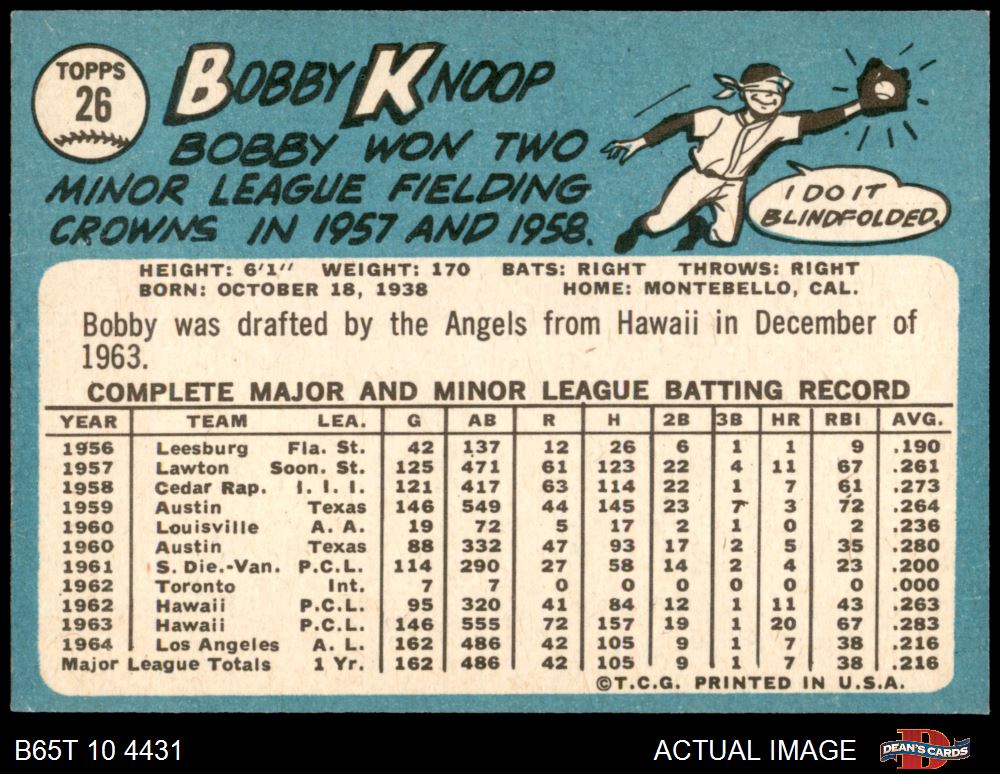 TOPPS
26
BOBBY KNOOP
BOBBY WON TWO
MINOR LEAGUE FIELDING
CROWNS IN 1957 AND 1958.
I DO IT
BLINDFOLDED.
HEIGHT: 6'1" WEIGHT: 170 BATS: RIGHT THROWS: RIGHT
BORN: OCTOBER 18, 1938 HOME: MONTEBELLO, CAL.
Bobby was drafted by the Angels from Hawaii in December of
1963.
COMPLETE MAJOR AND MINOR LEAGUE BATTING RECORD
YEAR TEAM LEA. G AB R H 2B 3B HR RBI AVG.
1956 Leesburg Fla. St. 42 137 12 26 6 1 1 9 .190
1957 Lawton Soon. St. 125 471 61 123 22 4 11 67 .261
1958 Cedar Rap. I. I. I. 121 417 63 114 22 1 7 61 .273
1959 Austin Texas 146 549 44 145 23 7 3 72 .264
1960 Louisville A. A. 19 72 5 17 2 1 0 2 .236
1960 Austin Texas 88 332 47 93 17 2 5 35 .280
1961 S. Die.-Van. P.C.L. 114 290 27 58 14 2 4 23 .200
1962 Toronto Int. 7 7 0 0 0 0 0 0 .000
1962 Hawaii P.C.L. 95 320 41 84 12 1 11 43 .263
1963 Hawaii P.C.L. 146 555 72 157 19 1 20 67 .283
1964 Los Angeles A. L. 162 486 42 105 9 1 7 38 .216
Major League Totals 1 Yr. 162 486 42 105 9 1 7 38 .216
©T.C.G. PRINTED IN U.S.A.
B65T 10 4431 ACTUAL IMAGE DEAN'S CARDS